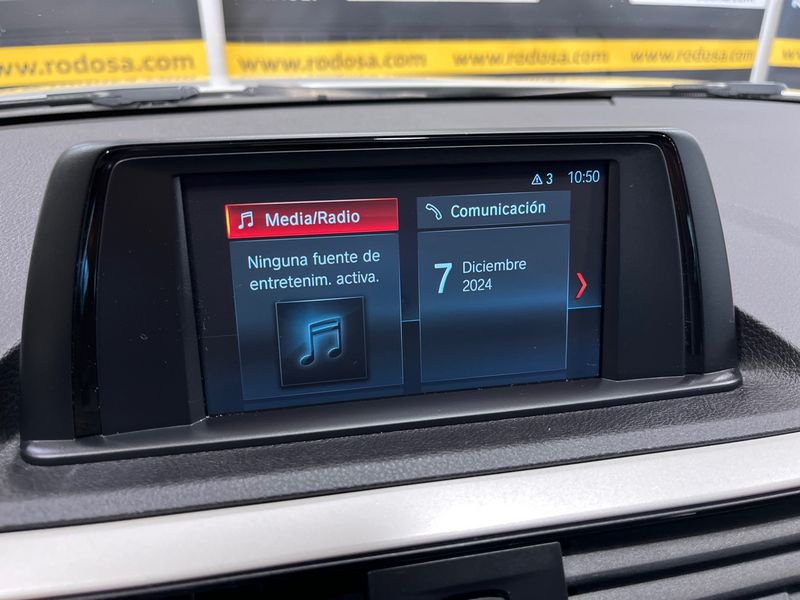 www.rodosa.com
www.rodosa.com
www.rodosa.com
www.rodosa.com
3 10:50
Media/Radio
Comunicación
Ninguna fuente de
entretenim. activa.
7
Diciembre
2024